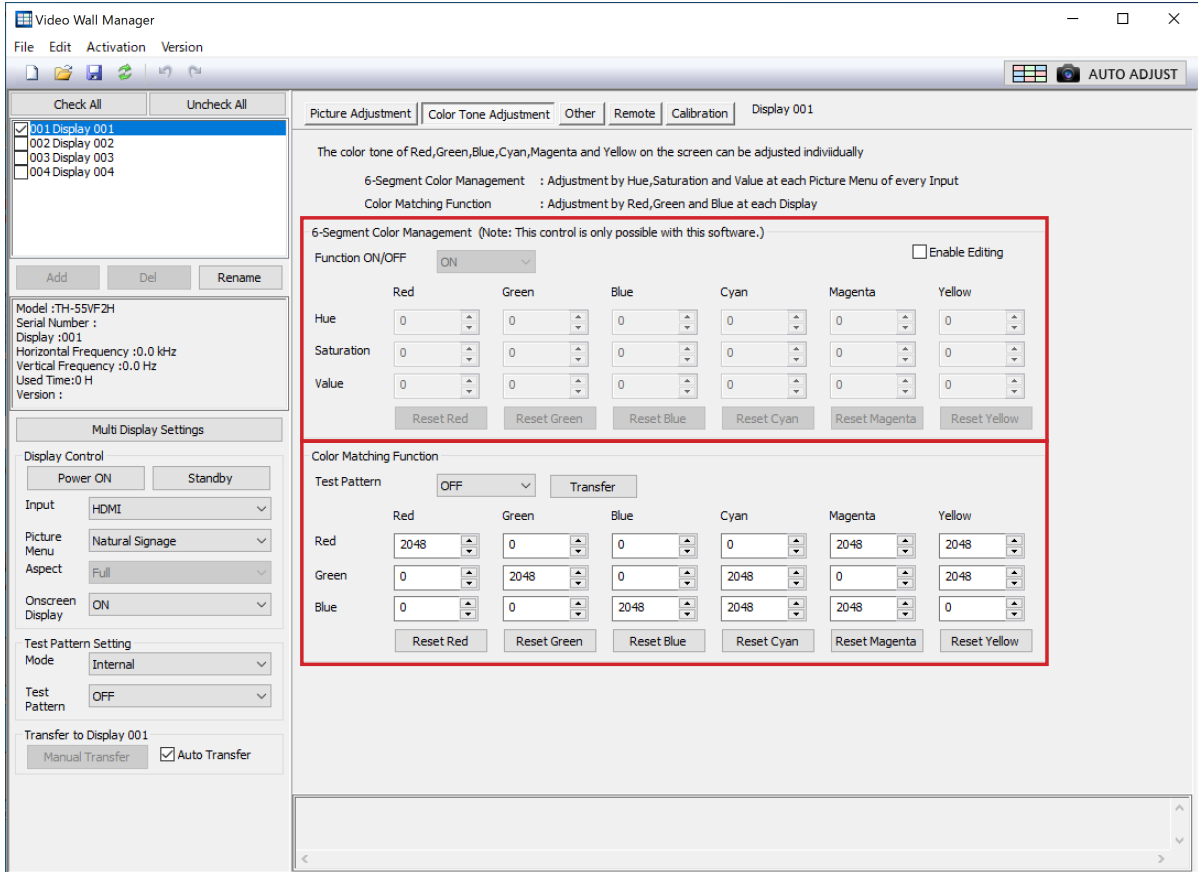 Video Wall Manager
File Edit Activation Version
AUTO ADJUST
Check All Uncheck All
001 Display 001
002 Display 002
003 Display 003
004 Display 004
Add Del Rename
Model :TH-55VF2H
Serial Number :
Display :001
Horizontal Frequency :0.0 kHz
Vertical Frequency :0.0 Hz
Used Time:0 H
Version :
Multi Display Settings
Display Control
Power ON Standby
Input HDMI
Picture Menu Natural Signage
Aspect Full
Onscreen Display ON
Test Pattern Setting
Mode Internal
Test Pattern OFF
Transfer to Display 001
Manual Transfer Auto Transfer
Picture Adjustment Color Tone Adjustment Other Remote Calibration Display 001
The color tone of Red,Green,Blue,Cyan,Magenta and Yellow on the screen can be adjusted indiviidually
6-Segment Color Management : Adjustment by Hue,Saturation and Value at each Picture Menu of every Input
Color Matching Function : Adjustment by Red,Green and Blue at each Display
6-Segment Color Management (Note: This control is only possible with this software.)
Function ON/OFF ON Enable Editing
Red Green Blue Cyan Magenta Yellow
Hue 0 0 0 0 0 0
Saturation 0 0 0 0 0 0
Value 0 0 0 0 0 0
Reset Red Reset Green Reset Blue Reset Cyan Reset Magenta Reset Yellow
Color Matching Function
Test Pattern OFF Transfer
Red Green Blue Cyan Magenta Yellow
Red 2048 0 0 0 2048 2048
Green 0 2048 0 2048 0 2048
Blue 0 0 2048 2048 2048 0
Reset Red Reset Green Reset Blue Reset Cyan Reset Magenta Reset Yellow